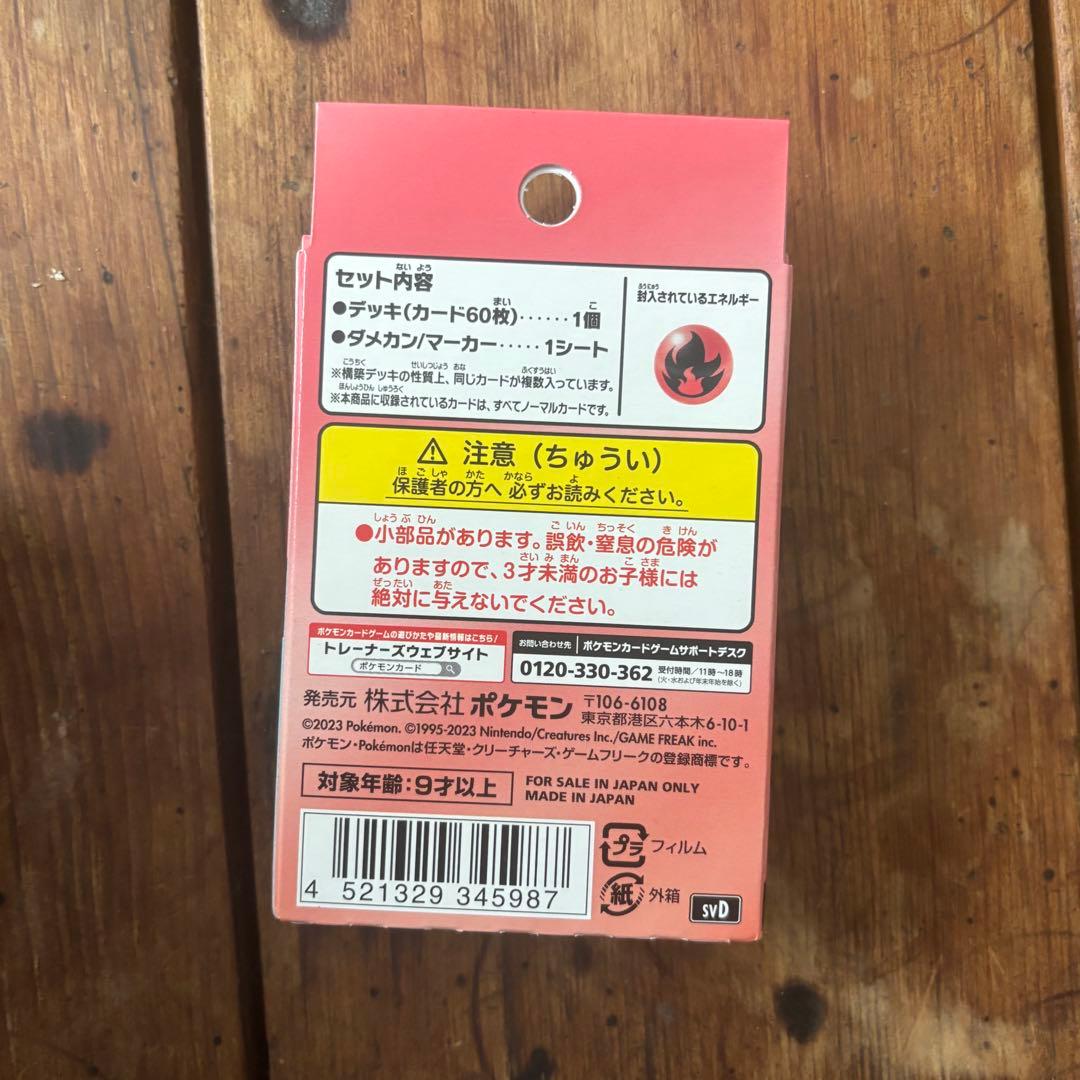 セット内容
●デッキ(カード60枚)‥‥‥1個
●ダメカン/マーカー‥‥‥1シート
※構築デッキの性質上、同じカードが複数入っています。
※本商品に収録されているカードは、すべてノーマルカードです。
封入されているエネルギー
⚠ 注意(ちゅうい)
保護者の方へ 必ずお読みください。
●小部品があります。誤飲・窒息の危険が
ありますので、3才未満のお子様には
絶対に与えないでください。
ポケモンカードゲームの遊びかたや最新情報はこちら!
トレーナーズウェブサイト
ポケモンカード
お問い合わせ先 ポケモンカードゲームサポートデスク
0120-330-362 受付時間/11時~18時
(火・水および年末年始を除く)
発売元 株式会社 ポケモン 〒106-6108
東京都港区六本木6-10-1
©2023 Pokémon. ©1995-2023 Nintendo/Creatures Inc./GAME FREAK inc.
ポケモン・Pokémonは任天堂・クリーチャーズ・ゲームフリークの登録商標です。
対象年齢:9才以上
FOR SALE IN JAPAN ONLY
MADE IN JAPAN
4 521329 345987
プラ フィルム
紙 外箱
svD